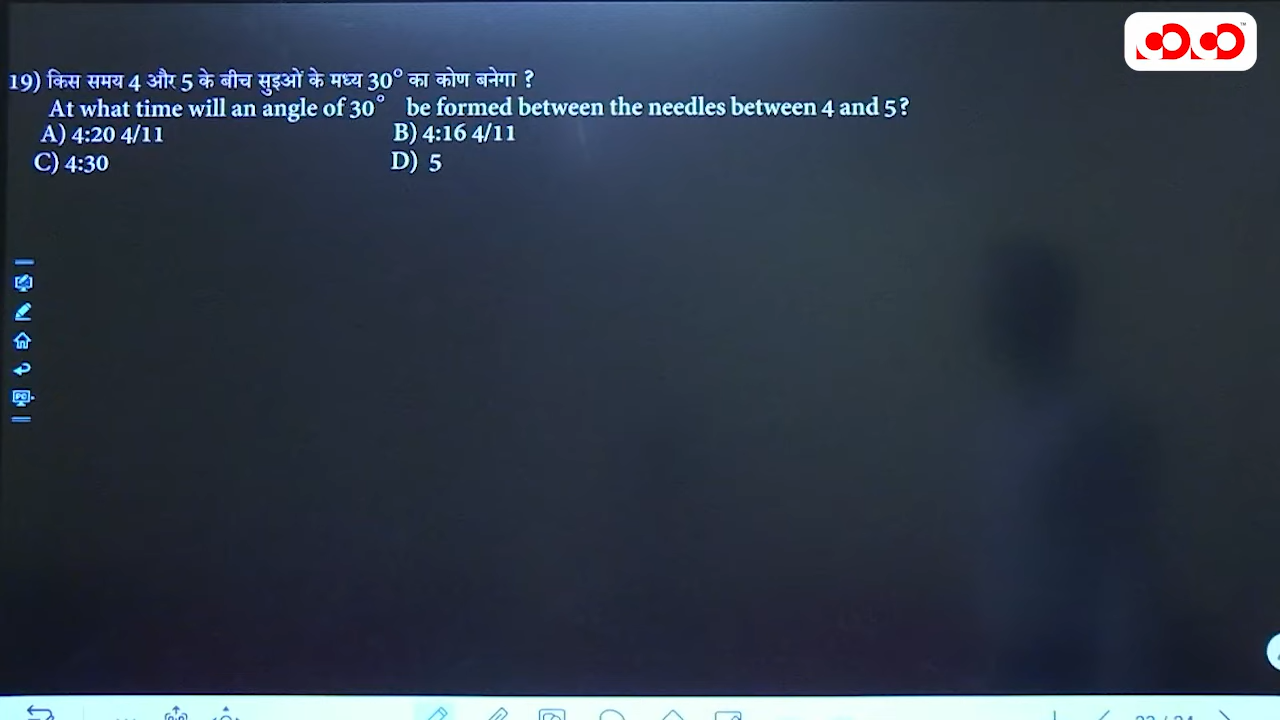 19) किस समय 4 और 5 के बीच सुइओं के मध्य 30° का कोण बनेगा ?
At what time will an angle of 30° be formed between the needles between 4 and 5?
A) 4:20 4/11 B) 4:16 4/11
C) 4:30 D) 5
PC